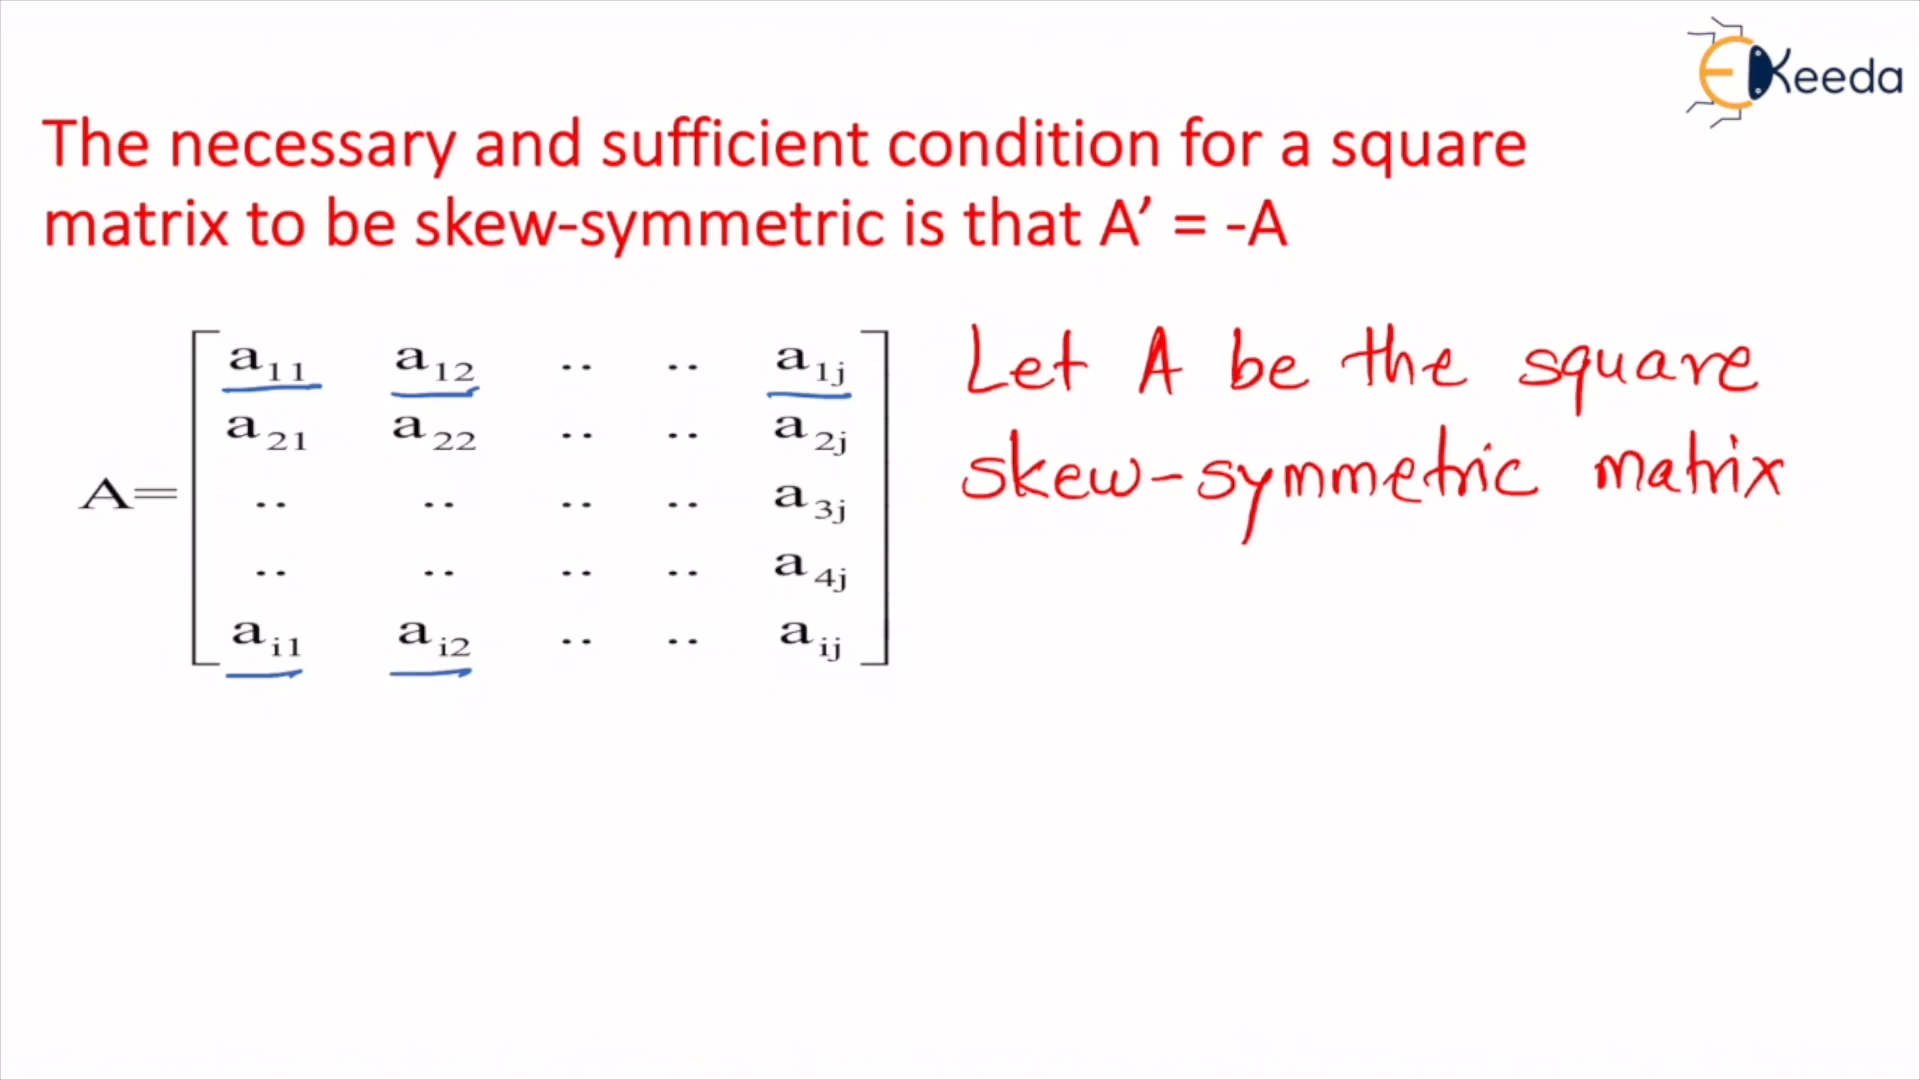 EKeeda
The necessary and sufficient condition for a square
matrix to be skew-symmetric is that A’ = -A
a11 a12 .. .. a1j
a21 a22 .. .. a2j
A= .. .. .. .. a3j
.. .. .. .. a4j
ai1 ai2 .. .. aij
Let A be the square
skew-symmetric matrix